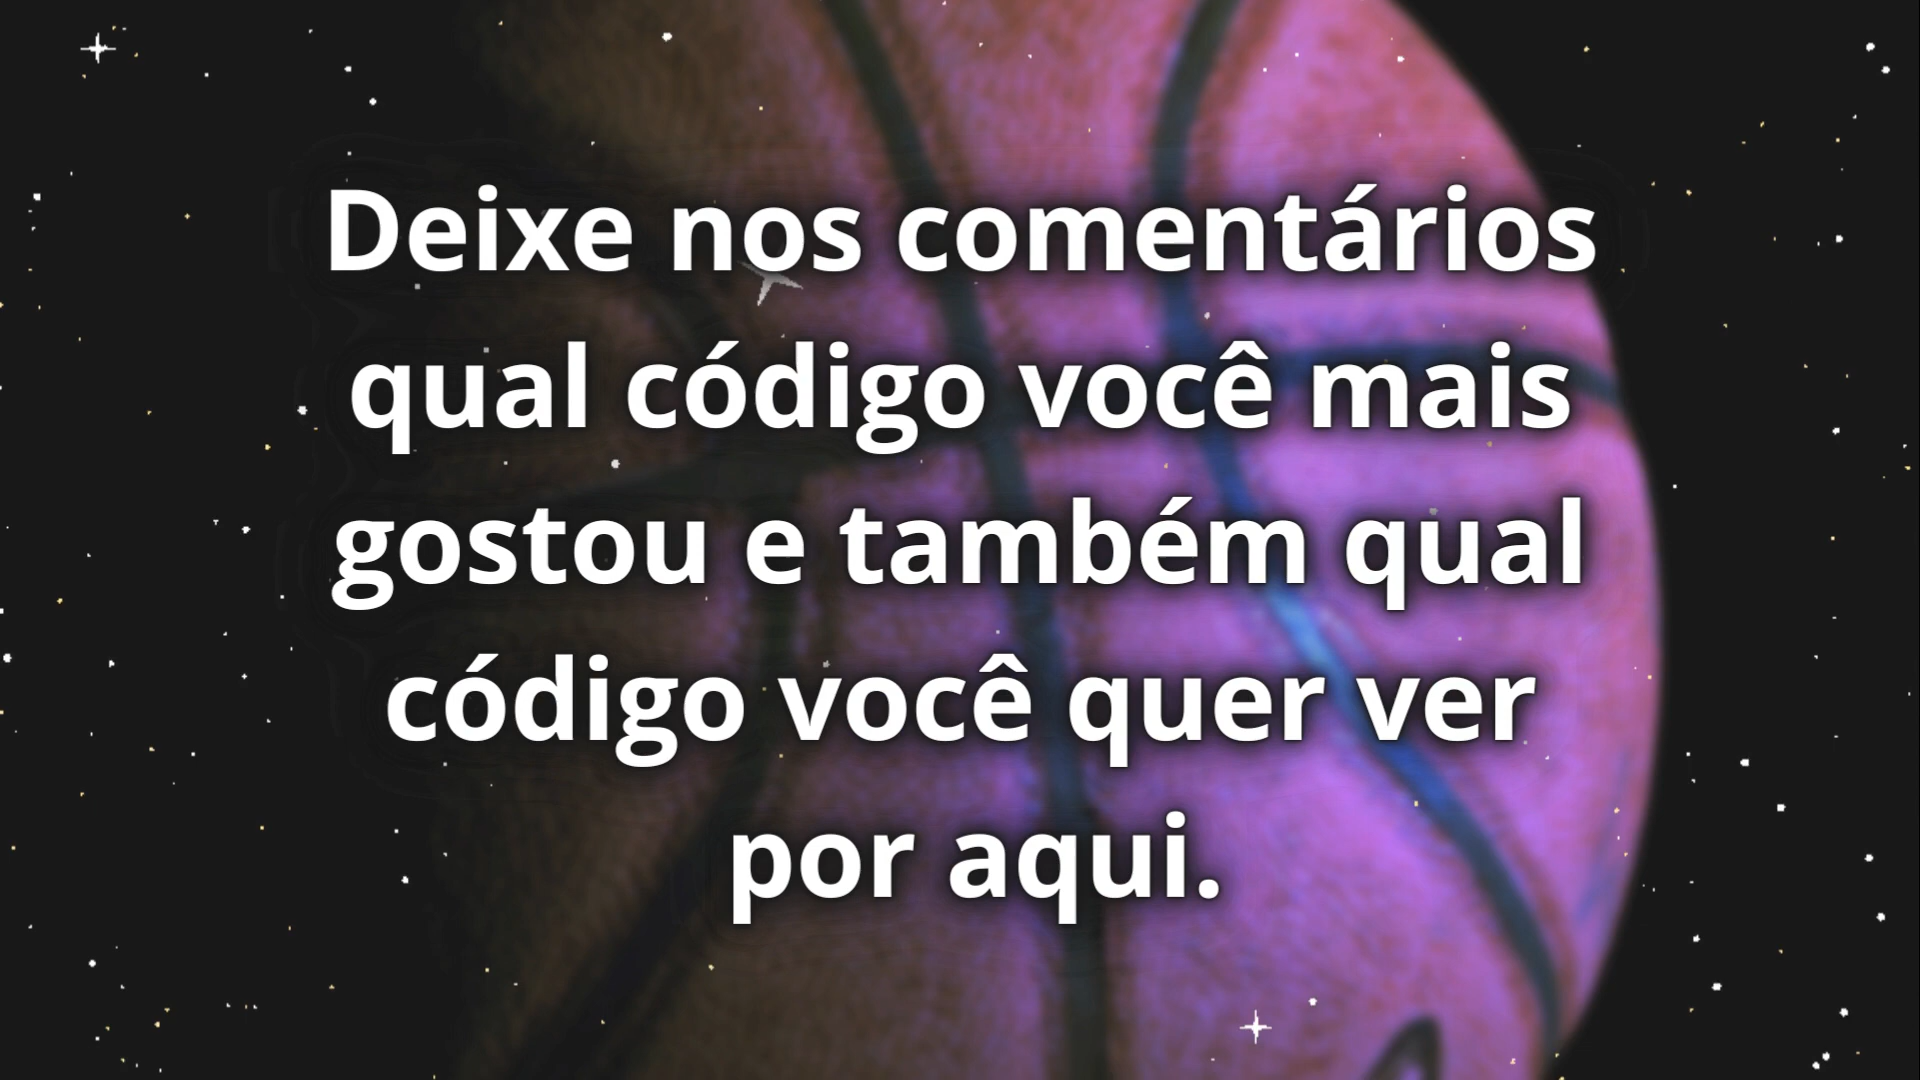 Deixe nos comentários
qual código você mais
gostou e também qual
código você quer ver
por aqui.